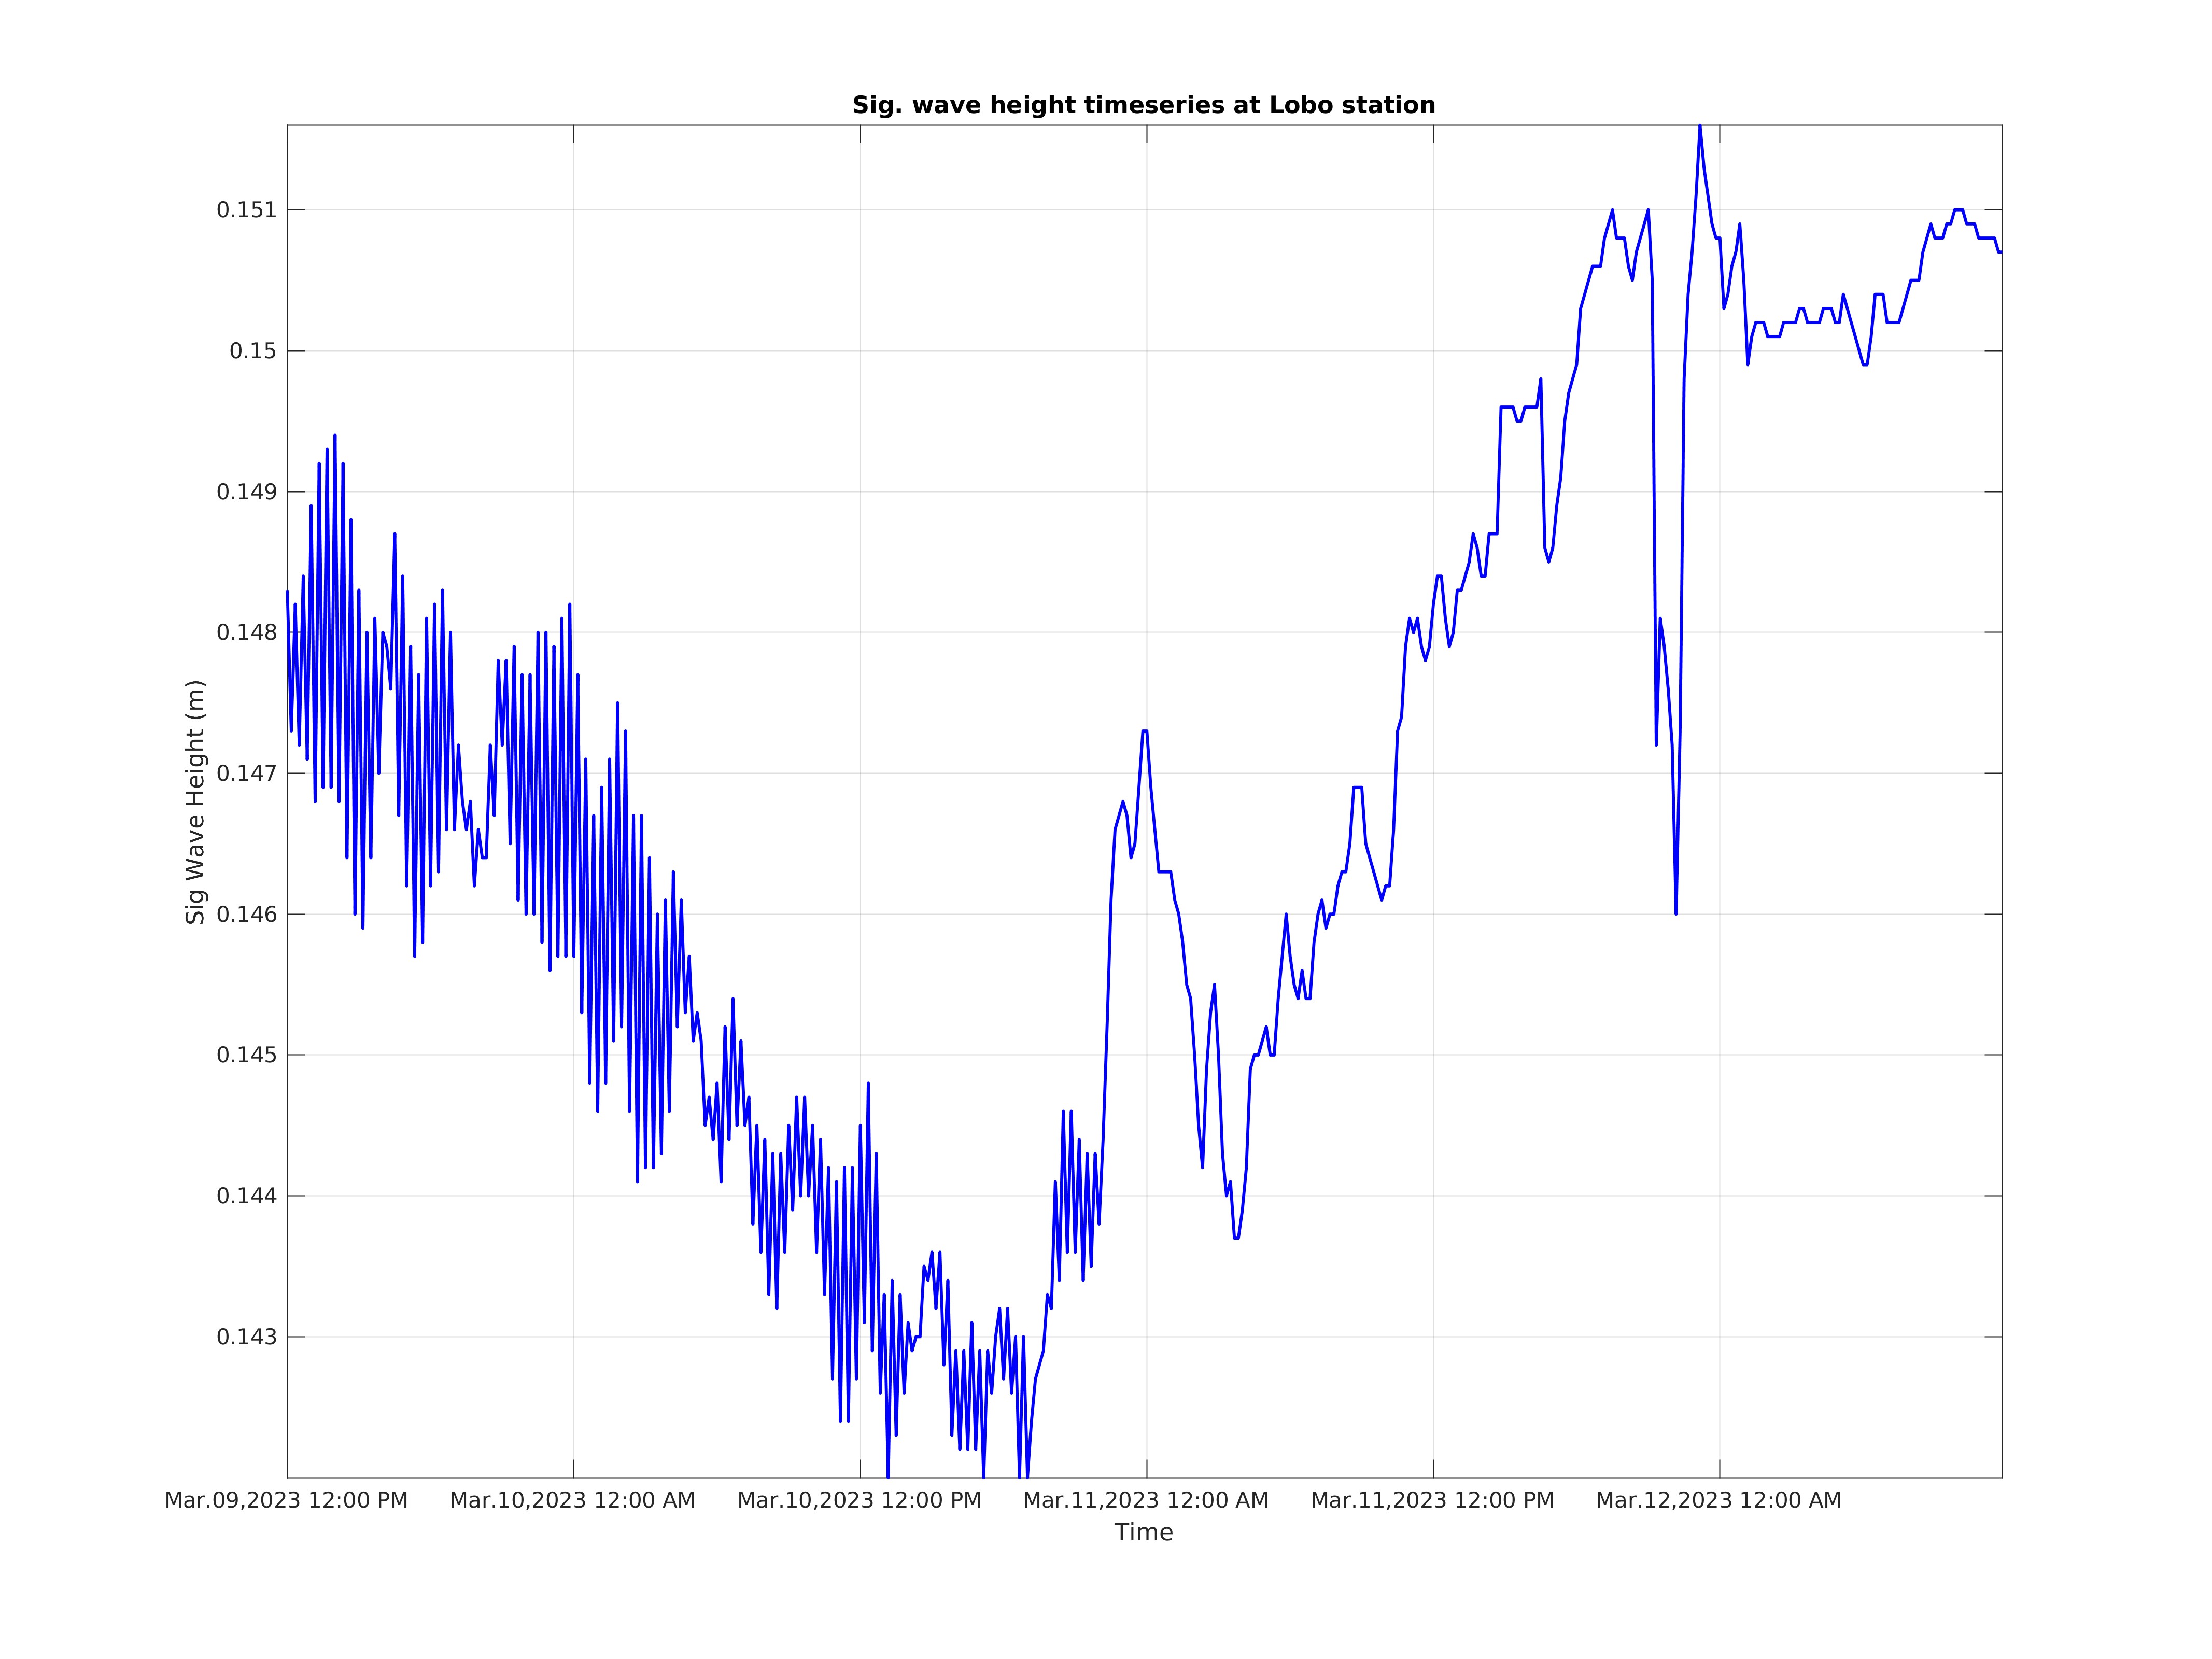 Sig. wave height timeseries at Lobo station
0.151
0.15
0.149
0.148
0.147
0.146
0.145
0.144
0.143
Sig Wave Height (m)
Mar.09,2023 12:00 PM Mar.10,2023 12:00 AM Mar.10,2023 12:00 PM Mar.11,2023 12:00 AM Mar.11,2023 12:00 PM Mar.12,2023 12:00 AM
Time